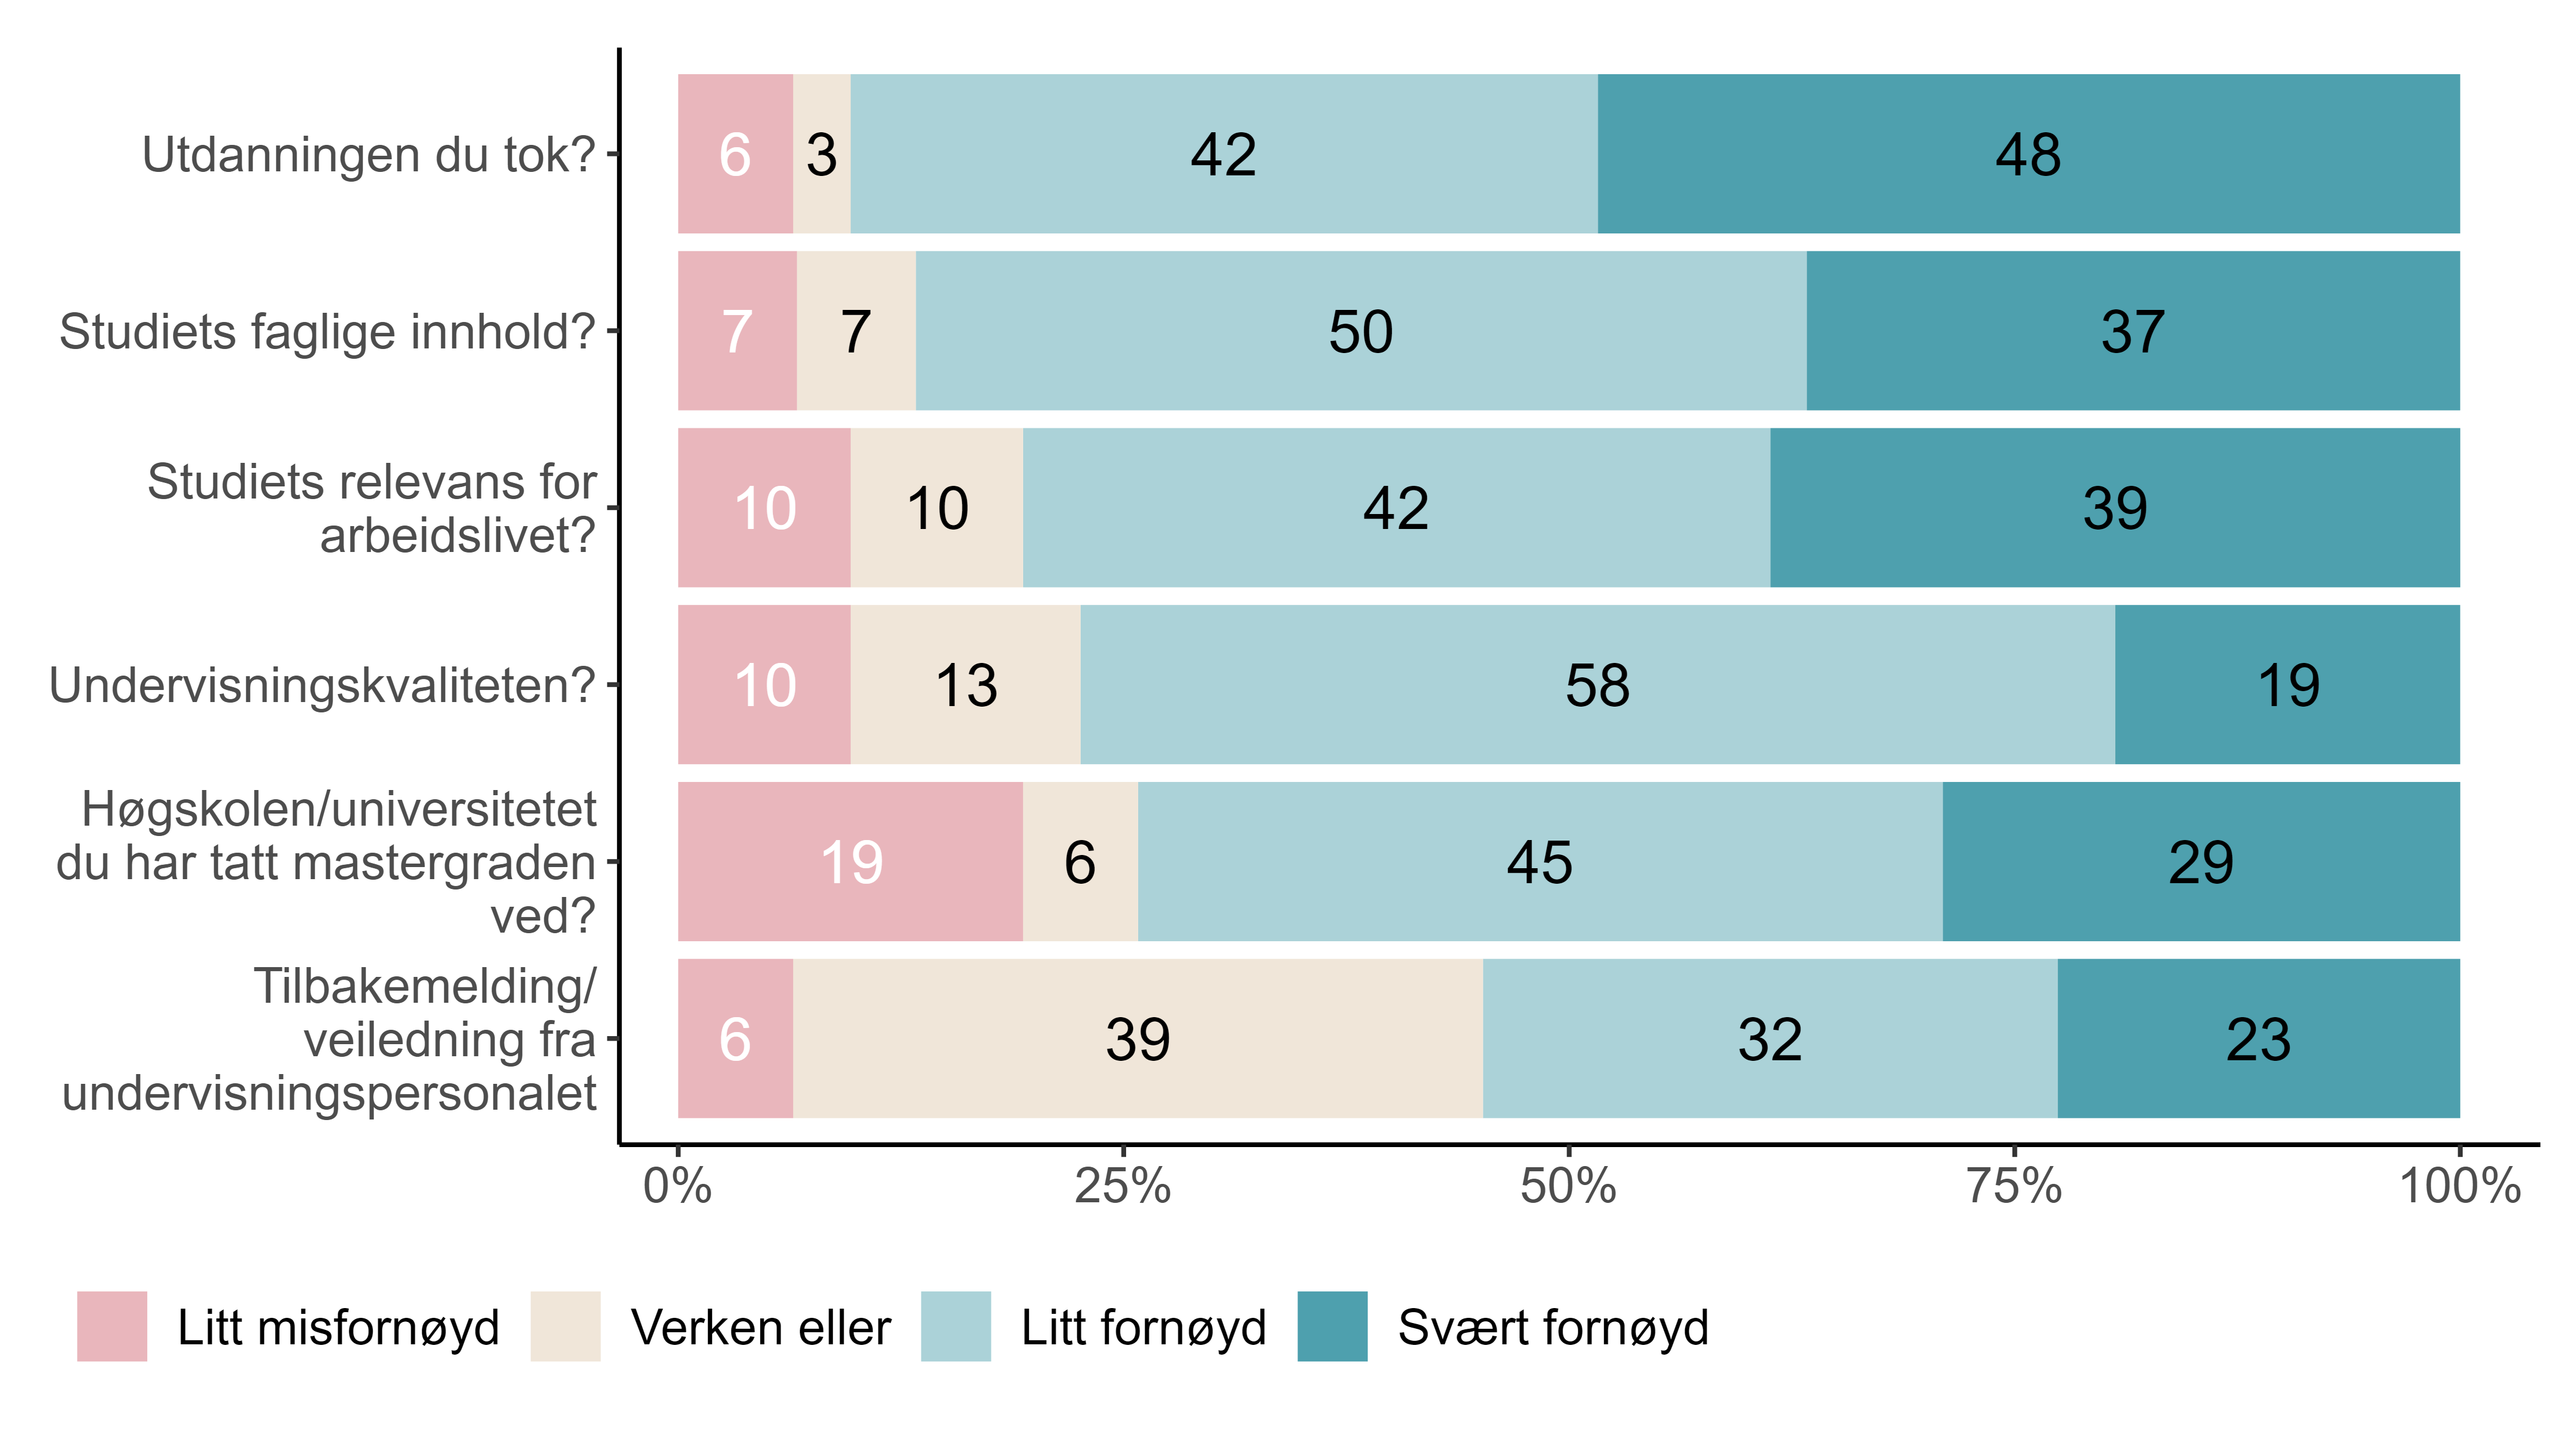 Utdanningen du tok?
6 3 42 48
Studiets faglige innhold?
7 7 50 37
Studiets relevans for
arbeidslivet?
10 10 42 39
Undervisningskvaliteten?
10 13 58 19
Høgskolen/universitetet
du har tatt mastergraden
ved?
19 6 45 29
Tilbakemelding/
veiledning fra
undervisningspersonalet
6 39 32 23
0% 25% 50% 75% 100%
Litt misfornøyd Verken eller Litt fornøyd Svært fornøyd